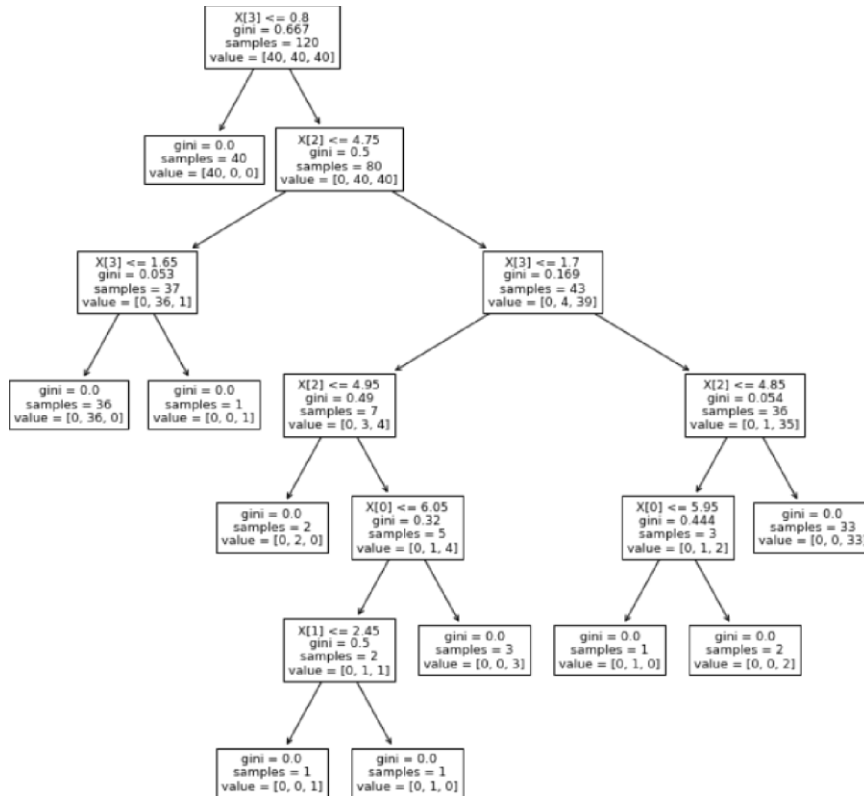 X[3] <= 0.8
gini = 0.667
samples = 120
value = [40, 40, 40]
gini = 0.0
samples = 40
value = [40, 0, 0]
X[2] <= 4.75
gini = 0.5
samples = 80
value = [0, 40, 40]
X[3] <= 1.65
gini = 0.053
samples = 37
value = [0, 36, 1]
X[3] <= 1.7
gini = 0.169
samples = 43
value = [0, 4, 39]
gini = 0.0
samples = 36
value = [0, 36, 0]
gini = 0.0
samples = 1
value = [0, 0, 1]
X[2] <= 4.95
gini = 0.49
samples = 7
value = [0, 3, 4]
X[2] <= 4.85
gini = 0.054
samples = 36
value = [0, 1, 35]
gini = 0.0
samples = 2
value = [0, 2, 0]
X[0] <= 6.05
gini = 0.32
samples = 5
value = [0, 1, 4]
X[0] <= 5.95
gini = 0.444
samples = 3
value = [0, 1, 2]
gini = 0.0
samples = 33
value = [0, 0, 33]
X[1] <= 2.45
gini = 0.5
samples = 2
value = [0, 1, 1]
gini = 0.0
samples = 3
value = [0, 0, 3]
gini = 0.0
samples = 1
value = [0, 1, 0]
gini = 0.0
samples = 2
value = [0, 0, 2]
gini = 0.0
samples = 1
value = [0, 0, 1]
gini = 0.0
samples = 1
value = [0, 1, 0]